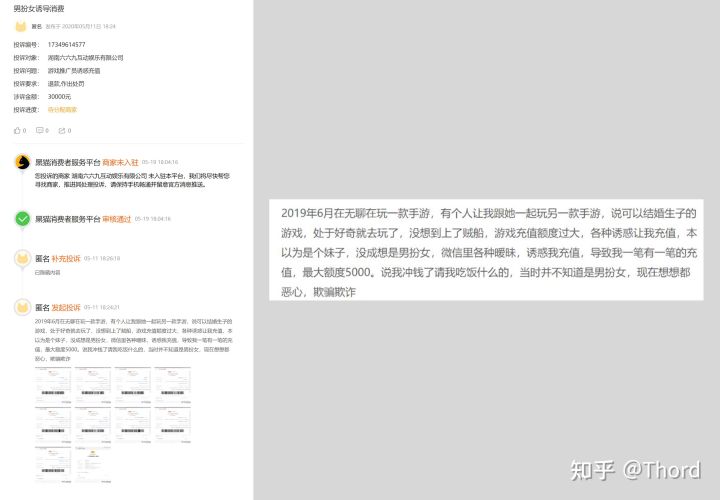 男扮女诱导消费
匿名 发布于 2020年05月11日 18:24
投诉编号： 17349614577
投诉对象： 湖南六六九互动娱乐有限公司
投诉问题： 游戏推广员诱惑充值
投诉要求： 退款,作出处罚
涉诉金额： 30000元
投诉进度： 待分配商家
0 0 0
黑猫消费者服务平台 商家未入驻 05-19 18:04:16
您投诉的商家 湖南六六九互动娱乐有限公司 未入驻本平台，我们将尽快帮您
寻找商家，推进其处理投诉，请保持手机畅通并留意官方消息推送。
黑猫消费者服务平台 审核通过 05-19 18:04:16
匿名 补充投诉 05-11 18:26:13
已隐藏内容
匿名 发起投诉 05-11 18:24:21
2019年6月在无聊在玩一款手游，有个人让我跟她一起玩另一款手游，说可以结婚生子的
游戏，处于好奇就去玩了，没想到上了贼船，游戏充值额度过大，各种诱惑让我充值，本
以为是个妹子，没成想是男扮女，微信里各种暧昧，诱惑我充值，导致我一笔有一笔的充
值，最大额度5000。说我冲钱了请我吃饭什么的，当时并不知道是男扮女，现在想想都
恶心，欺骗欺诈
2019年6月在无聊在玩一款手游，有个人让我跟她一起玩另一款手游，说可以结婚生子的
游戏，处于好奇就去玩了，没想到上了贼船，游戏充值额度过大，各种诱惑让我充值，本
以为是个妹子，没成想是男扮女，微信里各种暧昧，诱惑我充值，导致我一笔有一笔的充
值，最大额度5000。说我冲钱了请我吃饭什么的，当时并不知道是男扮女，现在想想都
恶心，欺骗欺诈
知乎 @Thord